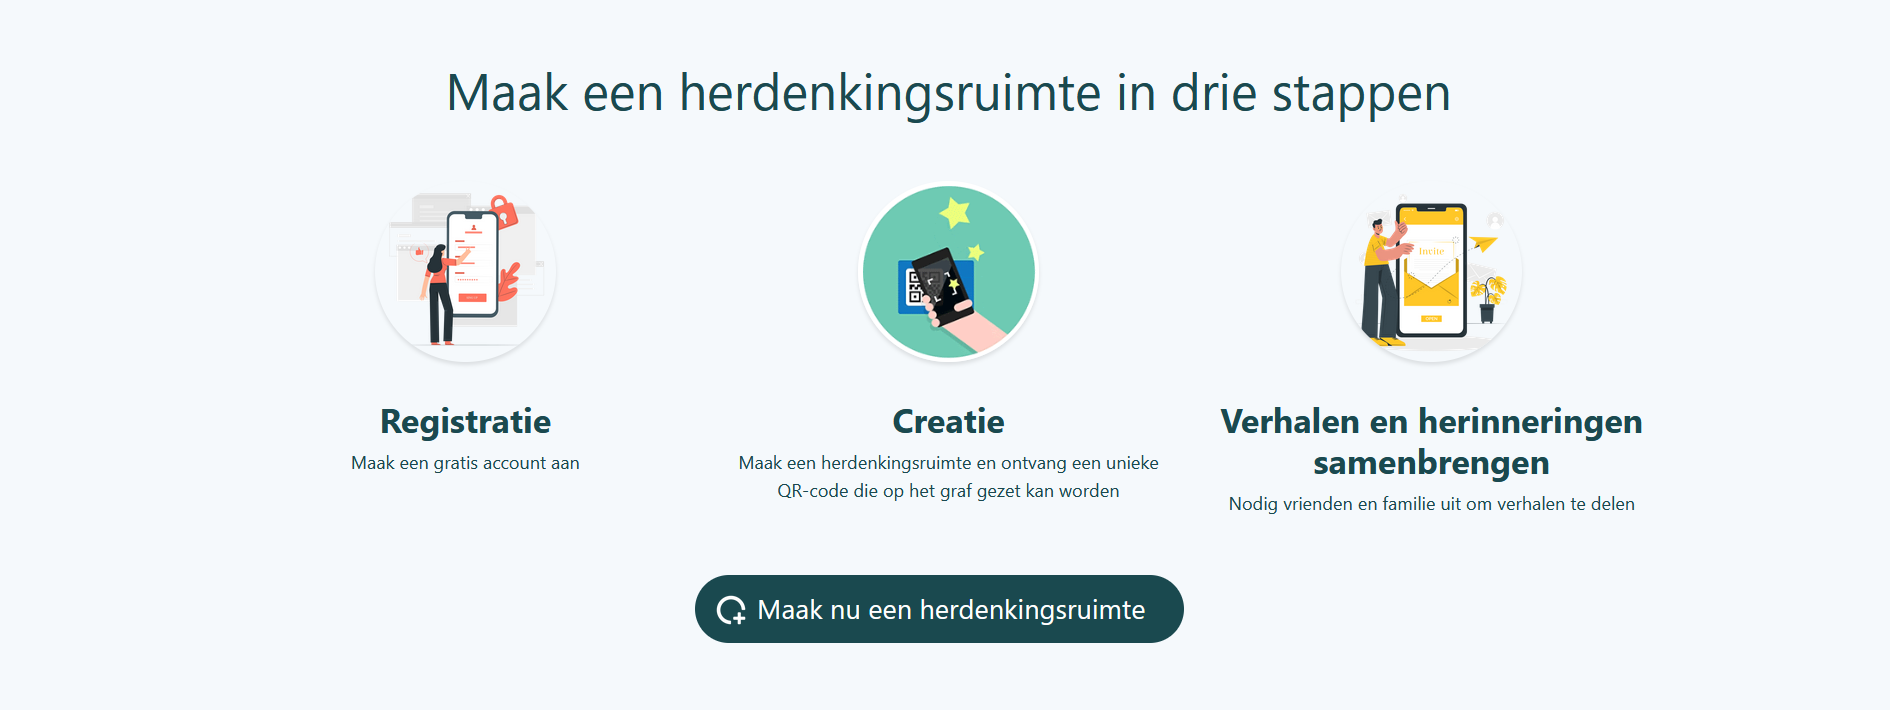 Maak een herdenkingsruimte in drie stappen
Invite
Registratie
Maak een gratis account aan
Creatie
Maak een herdenkingsruimte en ontvang een unieke
QR-code die op het graf gezet kan worden
Verhalen en herinneringen
samenbrengen
Nodig vrienden en familie uit om verhalen te delen
Maak nu een herdenkingsruimte